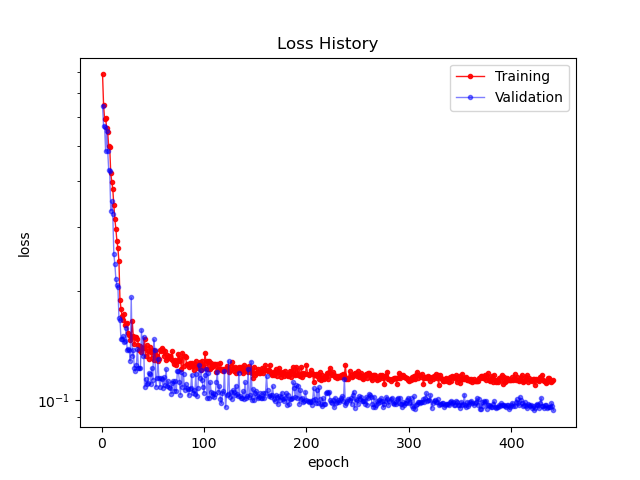 Loss History
Training
Validation
loss
10⁻¹
0
100
200
300
400
epoch